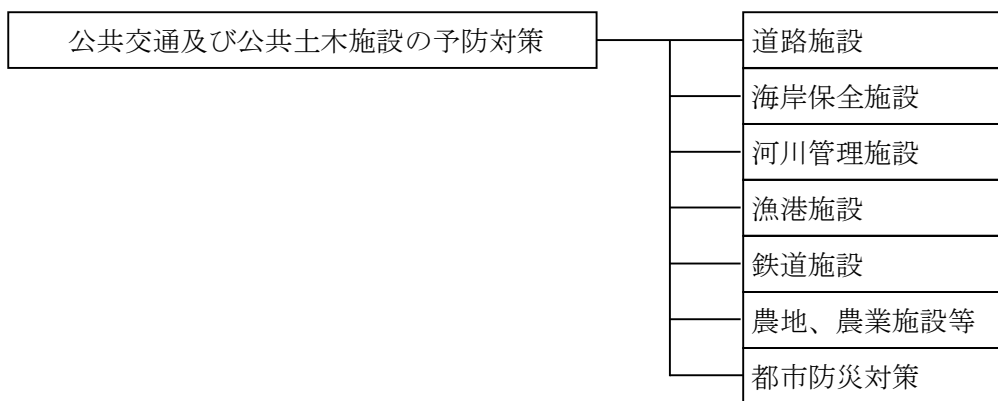 公共交通及び公共土木施設の予防対策
道路施設
海岸保全施設
河川管理施設
漁港施設
鉄道施設
農地、農業施設等
都市防災対策